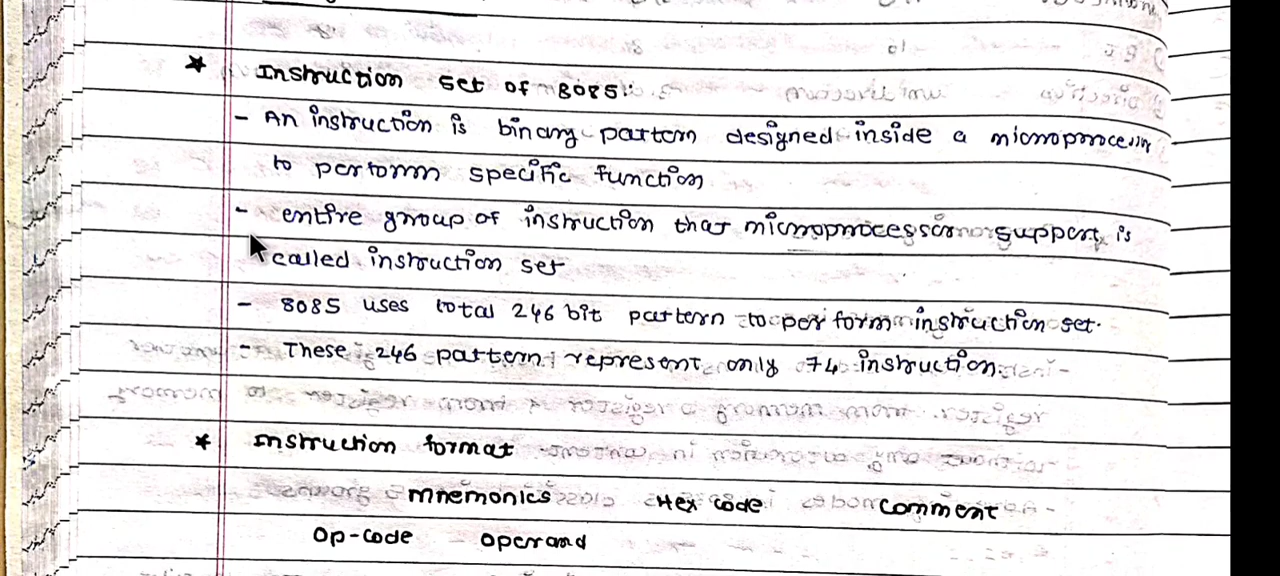 * Instruction set of 8085:
- An instruction is binary pattern designed inside a microprocessor
to perform specific function
- entire group of instruction that microprocessor support is
called instruction set
- 8085 uses total 246 bit pattern to perform instruction set.
- These 246 pattern represent only 74 instruction.
* Instruction format
mnemonics Hex code comment
Op-code operand